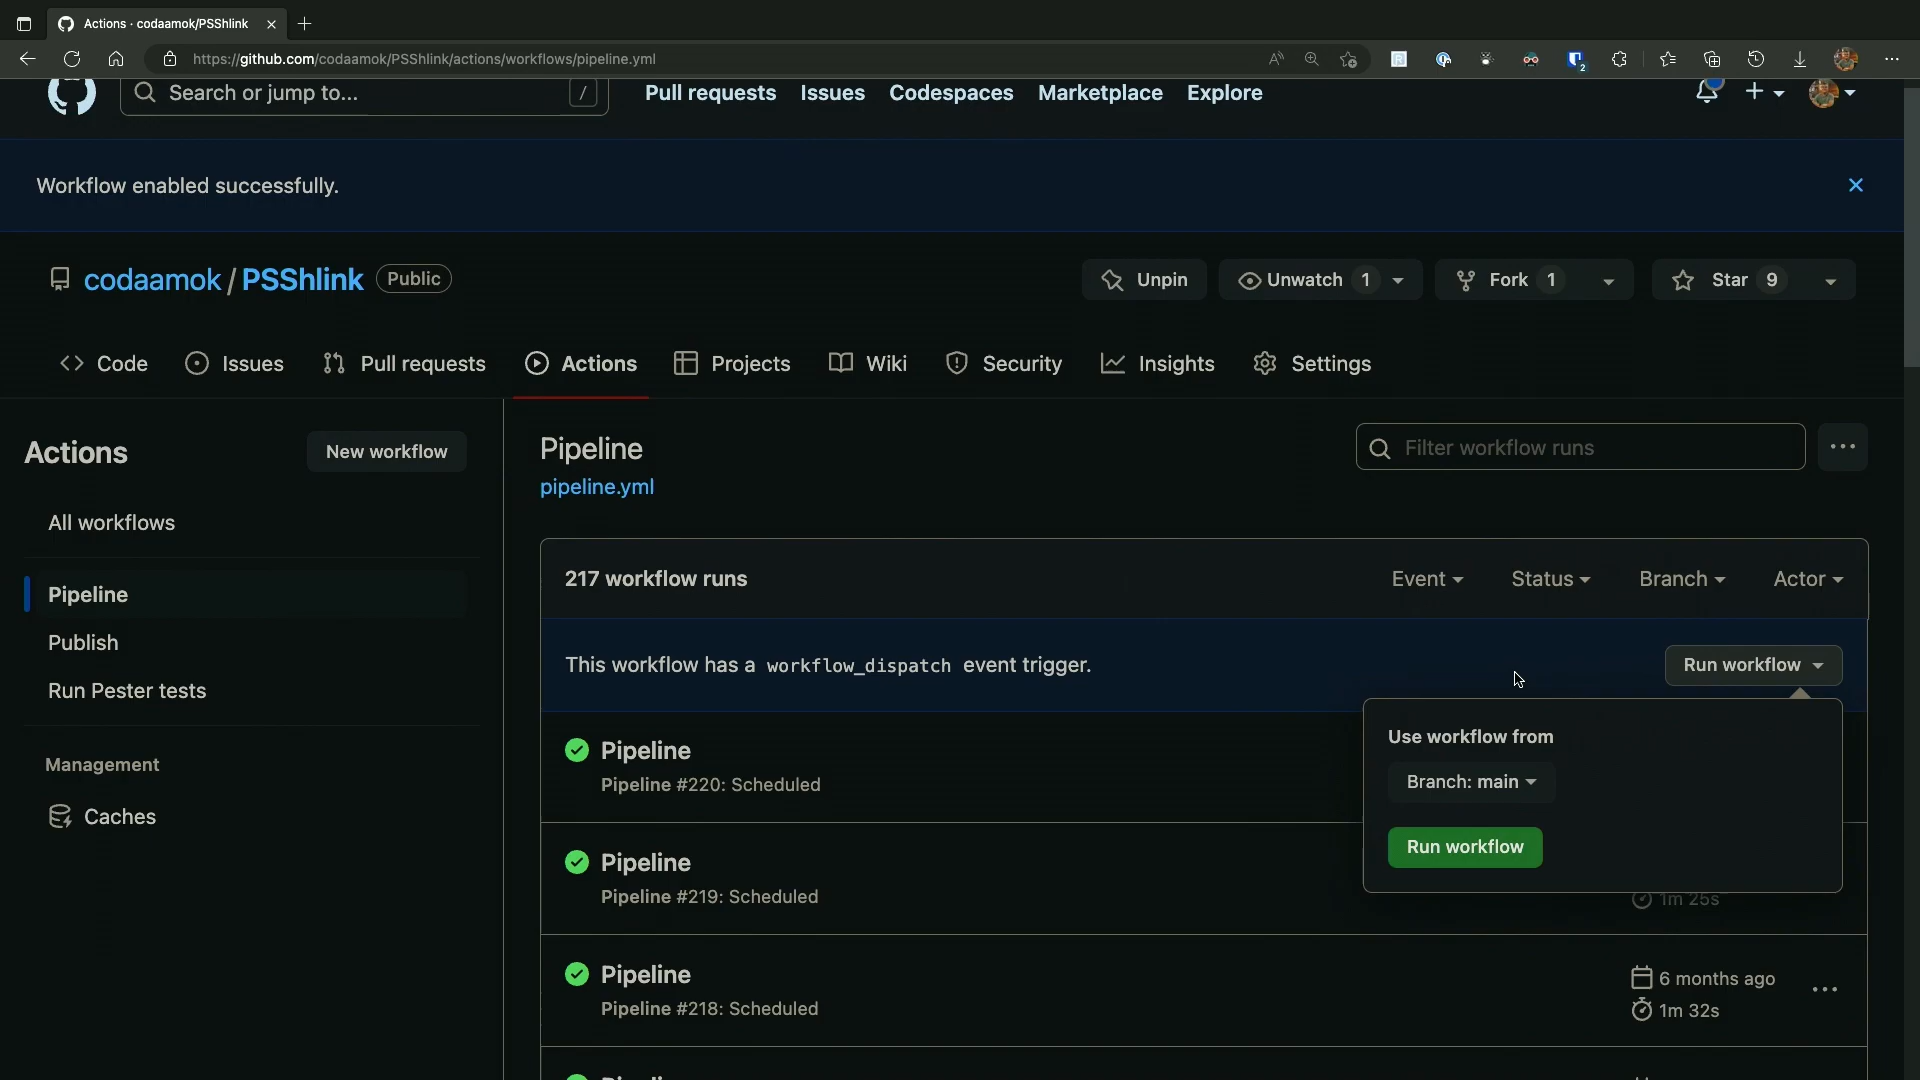 Actions · codaamok/PSShlink
https://github.com/codaamok/PSShlink/actions/workflows/pipeline.yml
2
Search or jump to...
/
Pull requests
Issues
Codespaces
Marketplace
Explore
Workflow enabled successfully.
codaamok / PSShlink
Public
Unpin
Unwatch 1
Fork 1
Star 9
Code
Issues
Pull requests
Actions
Projects
Wiki
Security
Insights
Settings
Actions
New workflow
All workflows
Pipeline
Publish
Run Pester tests
Management
Caches
Pipeline
pipeline.yml
Filter workflow runs
217 workflow runs
Event
Status
Branch
Actor
This workflow has a workflow_dispatch event trigger.
Run workflow
Use workflow from
Branch: main
Run workflow
Pipeline
Pipeline #220: Scheduled
Pipeline
Pipeline #219: Scheduled
1m 25s
Pipeline
Pipeline #218: Scheduled
6 months ago
1m 32s